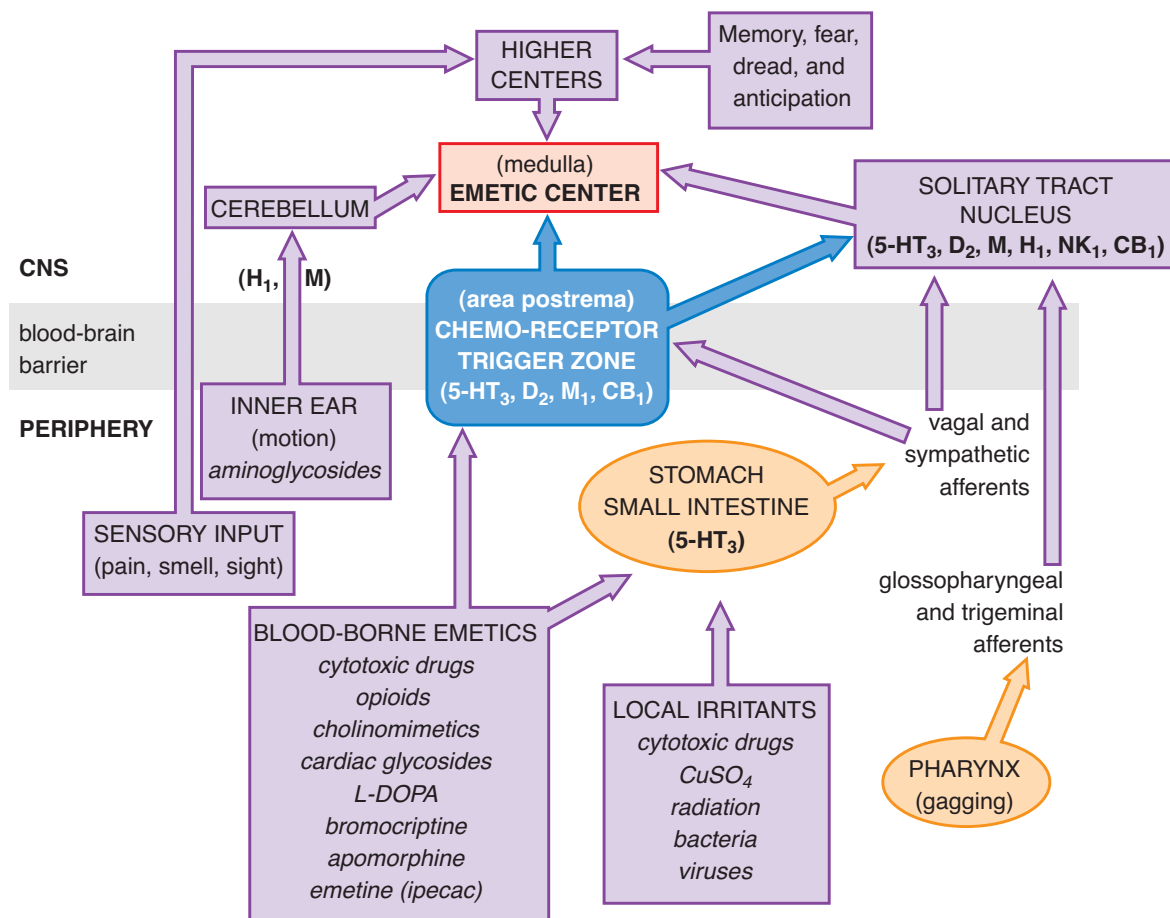 HIGHER
CENTERS
Memory, fear,
dread, and
anticipation
(medulla)
EMETIC CENTER
CEREBELLUM
SOLITARY TRACT
NUCLEUS
(5-HT₃, D₂, M, H₁, NK₁, CB₁)
CNS
(H₁, M)
(area postrema)
CHEMO-RECEPTOR
TRIGGER ZONE
(5-HT₃, D₂, M₁, CB₁)
blood-brain
barrier
PERIPHERY
INNER EAR
(motion)
aminoglycosides
vagal and
sympathetic
afferents
STOMACH
SMALL INTESTINE
(5-HT₃)
SENSORY INPUT
(pain, smell, sight)
glossopharyngeal
and trigeminal
afferents
BLOOD-BORNE EMETICS
cytotoxic drugs
opioids
cholinomimetics
cardiac glycosides
L-DOPA
bromocriptine
apomorphine
emetine (ipecac)
LOCAL IRRITANTS
cytotoxic drugs
CuSO₄
radiation
bacteria
viruses
PHARYNX
(gagging)